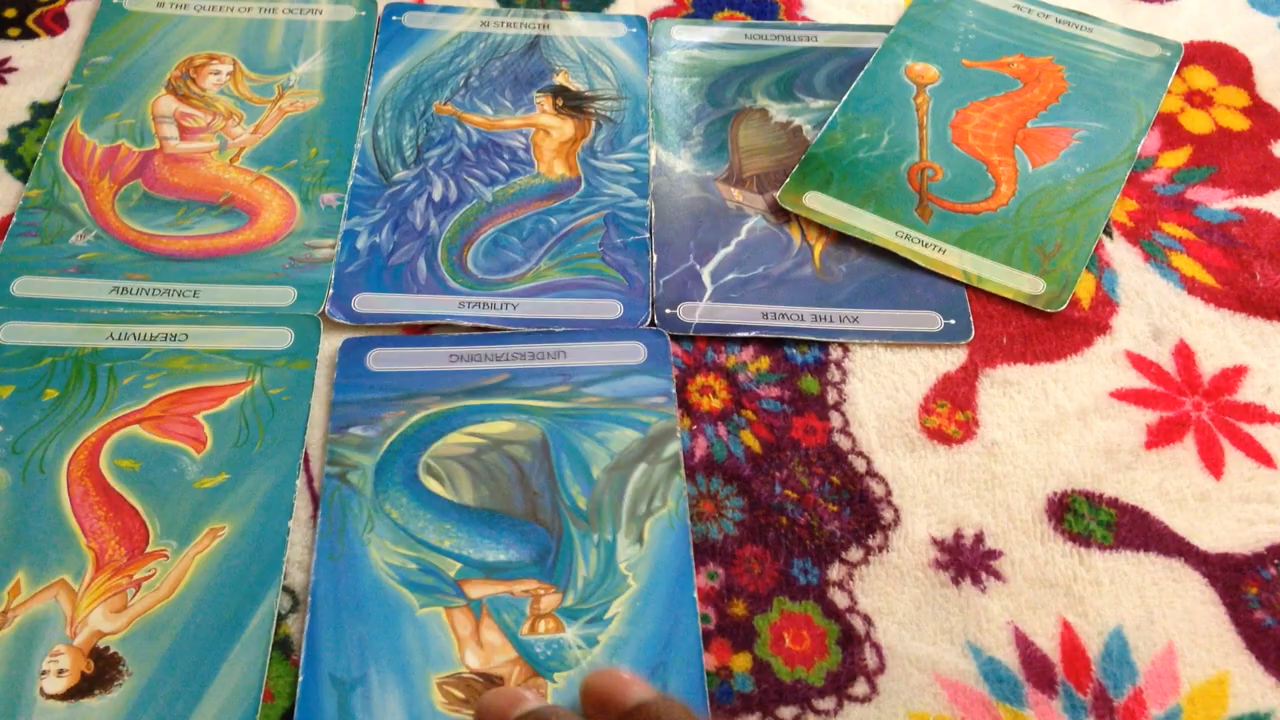 III THE QUEEN OF THE OCEAN
XI STRENGTH
DESTRUCTION
ACE OF WANDS
ABUNDANCE
STABILITY
XVI THE TOWER
GROWTH
CREATIVITY
UNDERSTANDING